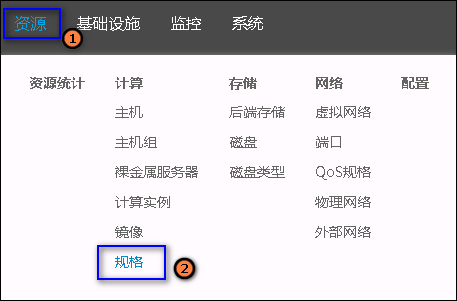 资源 基础设施 监控 系统
1
资源统计 计算 存储 网络 配置
主机 后端存储 虚拟网络
主机组 磁盘 端口
裸金属服务器 磁盘类型 QoS规格
计算实例 物理网络
镜像 外部网络
规格 2